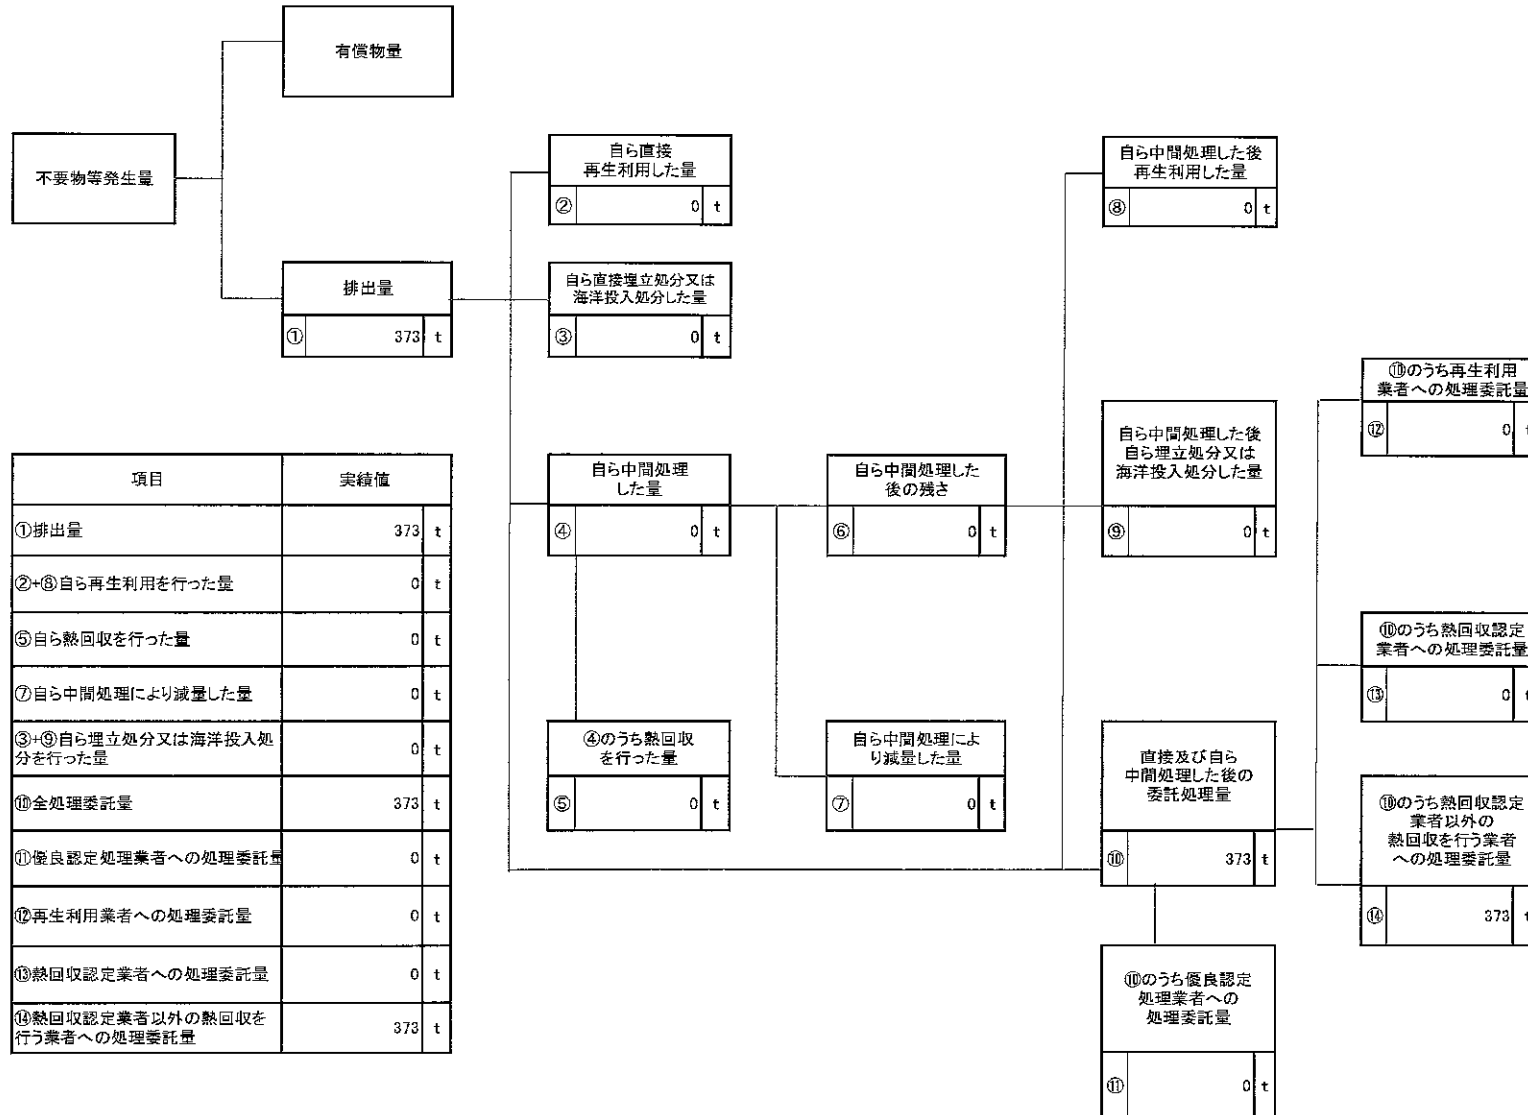 有償物量
不要物等発生量
排出量
① 373 t
自ら直接
再生利用した量
② 0 t
自ら直接埋立処分又は
海洋投入処分した量
③ 0 t
自ら中間処理
した量
④ 0 t
④のうち熱回収
を行った量
⑤ 0 t
自ら中間処理した
後の残さ
⑥ 0 t
自ら中間処理によ
り減量した量
⑦ 0 t
自ら中間処理した後
再生利用した量
⑧ 0 t
自ら中間処理した後
自ら埋立処分又は
海洋投入処分した量
⑨ 0 t
直接及び自ら
中間処理した後の
委託処理量
⑩ 373 t
⑩のうち優良認定
処理業者への
処理委託量
⑪ 0 t
⑩のうち再生利用
業者への処理委託量
⑫ 0 t
⑩のうち熱回収認定
業者への処理委託量
⑬ 0 t
⑩のうち熱回収認定
業者以外の
熱回収を行う業者
への処理委託量
⑭ 373 t
項目 実績値
①排出量 373 t
②+⑧自ら再生利用を行った量 0 t
⑤自ら熱回収を行った量 0 t
⑦自ら中間処理により減量した量 0 t
③+⑨自ら埋立処分又は海洋投入処
分を行った量 0 t
⑩全処理委託量 373 t
⑪優良認定処理業者への処理委託量 0 t
⑫再生利用業者への処理委託量 0 t
⑬熱回収認定業者への処理委託量 0 t
⑭熱回収認定業者以外の熱回収を
行う業者への処理委託量 373 t